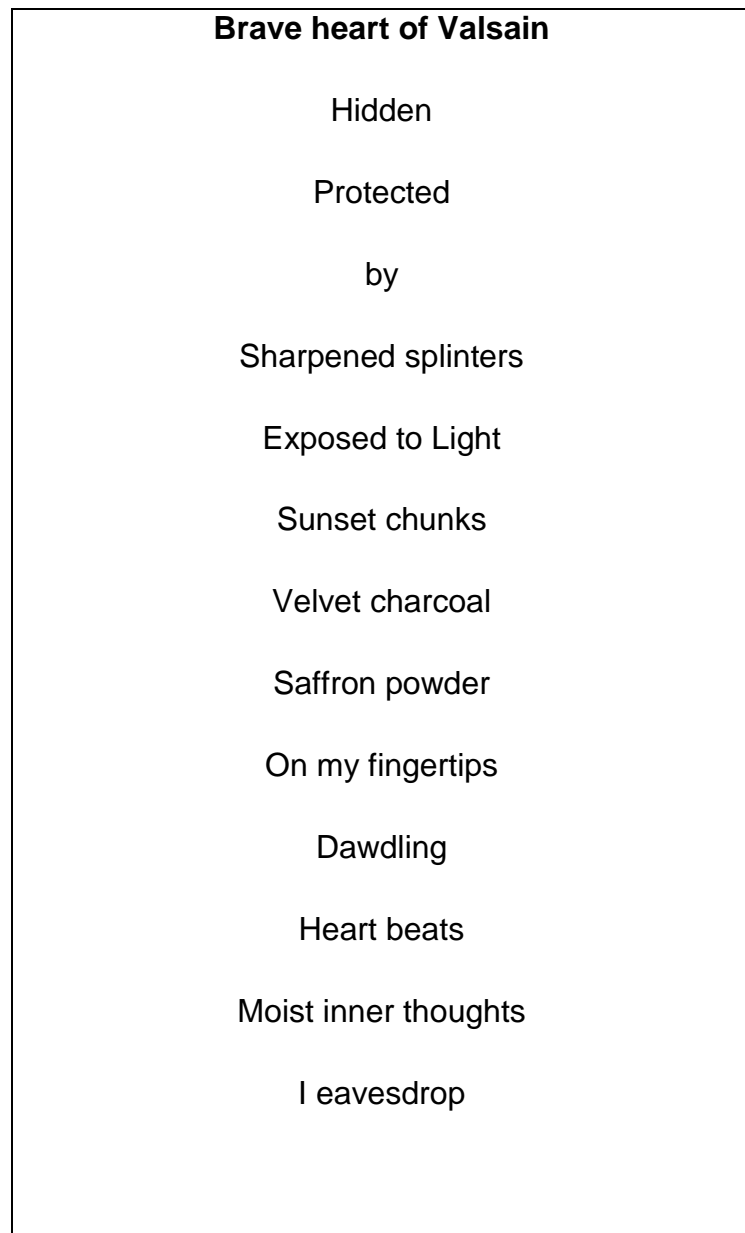 Brave heart of Valsain
Hidden
Protected
by
Sharpened splinters
Exposed to Light
Sunset chunks
Velvet charcoal
Saffron powder
On my fingertips
Dawdling
Heart beats
Moist inner thoughts
I eavesdrop